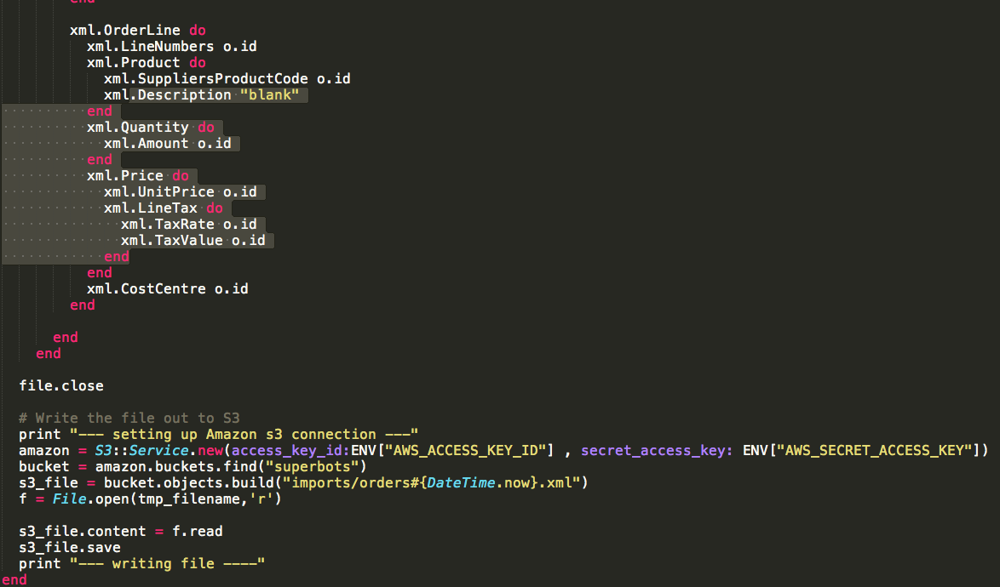 end
xml.OrderLine do
xml.LineNumbers o.id
xml.Product do
xml.SuppliersProductCode o.id
xml.Description "blank"
end
xml.Quantity do
xml.Amount o.id
end
xml.Price do
xml.UnitPrice o.id
xml.LineTax do
xml.TaxRate o.id
xml.TaxValue o.id
end
end
xml.CostCentre o.id
end
end
end
file.close
# Write the file out to S3
print "--- setting up Amazon s3 connection ---"
amazon = S3::Service.new(access_key_id:ENV["AWS_ACCESS_KEY_ID"] , secret_access_key: ENV["AWS_SECRET_ACCESS_KEY"])
bucket = amazon.buckets.find("superbots")
s3_file = bucket.objects.build("imports/orders#{DateTime.now}.xml")
f = File.open(tmp_filename,'r')
s3_file.content = f.read
s3_file.save
print "--- writing file ----"
end